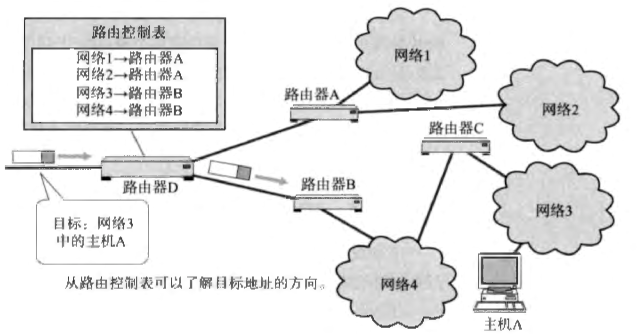 路由控制表
网络1→路由器A
网络2→路由器A
网络3→路由器B
网络4→路由器B
网络1
路由器A
网络2
路由器C
路由器D
路由器B
网络3
目标：网络3
中的主机A
网络4
从路由控制表可以了解目标地址的方向。
主机A